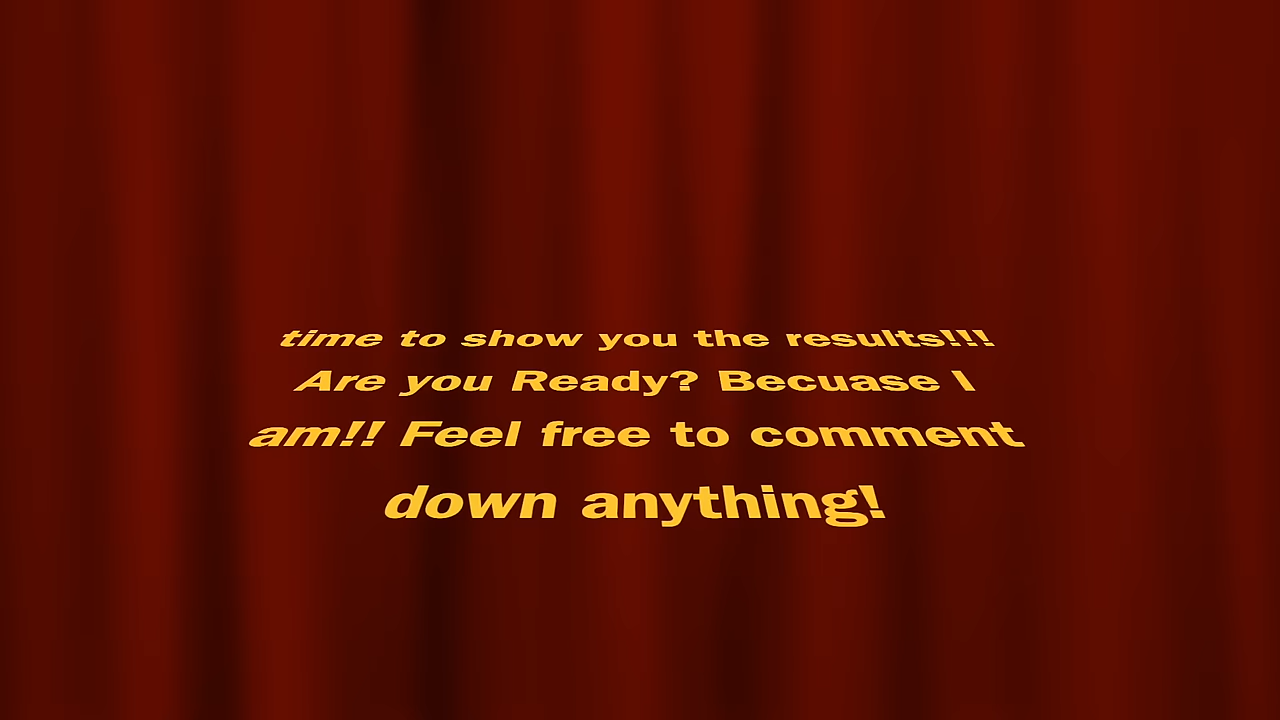 time to show you the results!!!
Are you Ready? Becuase I
am!! Feel free to comment
down anything!